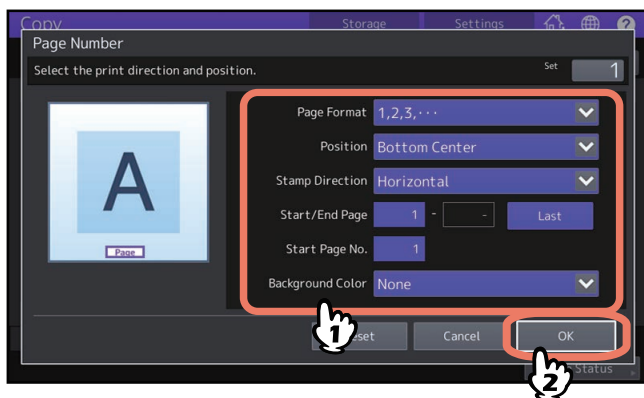 Copy Storage Settings ?
Page Number
Select the print direction and position. Set 1
Page Format 1,2,3,···
Position Bottom Center
Stamp Direction Horizontal
Start/End Page 1 - - Last
Start Page No. 1
Background Color None
A
Page
1
Cancel OK
Status
2